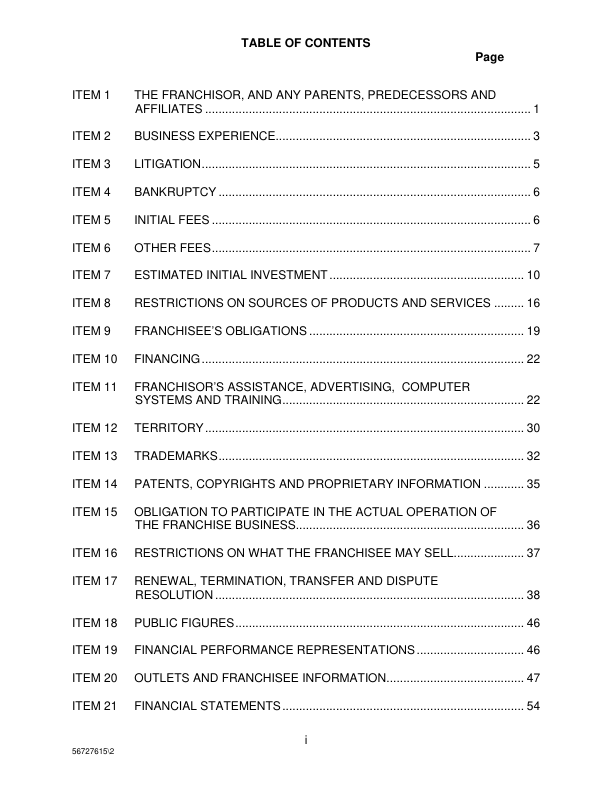 TABLE OF CONTENTS
Page
ITEM 1 THE FRANCHISOR, AND ANY PARENTS, PREDECESSORS AND
AFFILIATES ................................................................................................ 1
ITEM 2 BUSINESS EXPERIENCE............................................................................ 3
ITEM 3 LITIGATION.................................................................................................. 5
ITEM 4 BANKRUPTCY ............................................................................................ 6
ITEM 5 INITIAL FEES .............................................................................................. 6
ITEM 6 OTHER FEES.............................................................................................. 7
ITEM 7 ESTIMATED INITIAL INVESTMENT .......................................................... 10
ITEM 8 RESTRICTIONS ON SOURCES OF PRODUCTS AND SERVICES ......... 16
ITEM 9 FRANCHISEE’S OBLIGATIONS ................................................................ 19
ITEM 10 FINANCING................................................................................................ 22
ITEM 11 FRANCHISOR’S ASSISTANCE, ADVERTISING,  COMPUTER
SYSTEMS AND TRAINING........................................................................ 22
ITEM 12 TERRITORY ............................................................................................... 30
ITEM 13 TRADEMARKS........................................................................................... 32
ITEM 14 PATENTS, COPYRIGHTS AND PROPRIETARY INFORMATION ............ 35
ITEM 15 OBLIGATION TO PARTICIPATE IN THE ACTUAL OPERATION OF
THE FRANCHISE BUSINESS.................................................................... 36
ITEM 16 RESTRICTIONS ON WHAT THE FRANCHISEE MAY SELL..................... 37
ITEM 17 RENEWAL, TERMINATION, TRANSFER AND DISPUTE
RESOLUTION ............................................................................................ 38
ITEM 18 PUBLIC FIGURES...................................................................................... 46
ITEM 19 FINANCIAL PERFORMANCE REPRESENTATIONS ................................ 46
ITEM 20 OUTLETS AND FRANCHISEE INFORMATION......................................... 47
ITEM 21 FINANCIAL STATEMENTS ........................................................................ 54
i
56727615\2